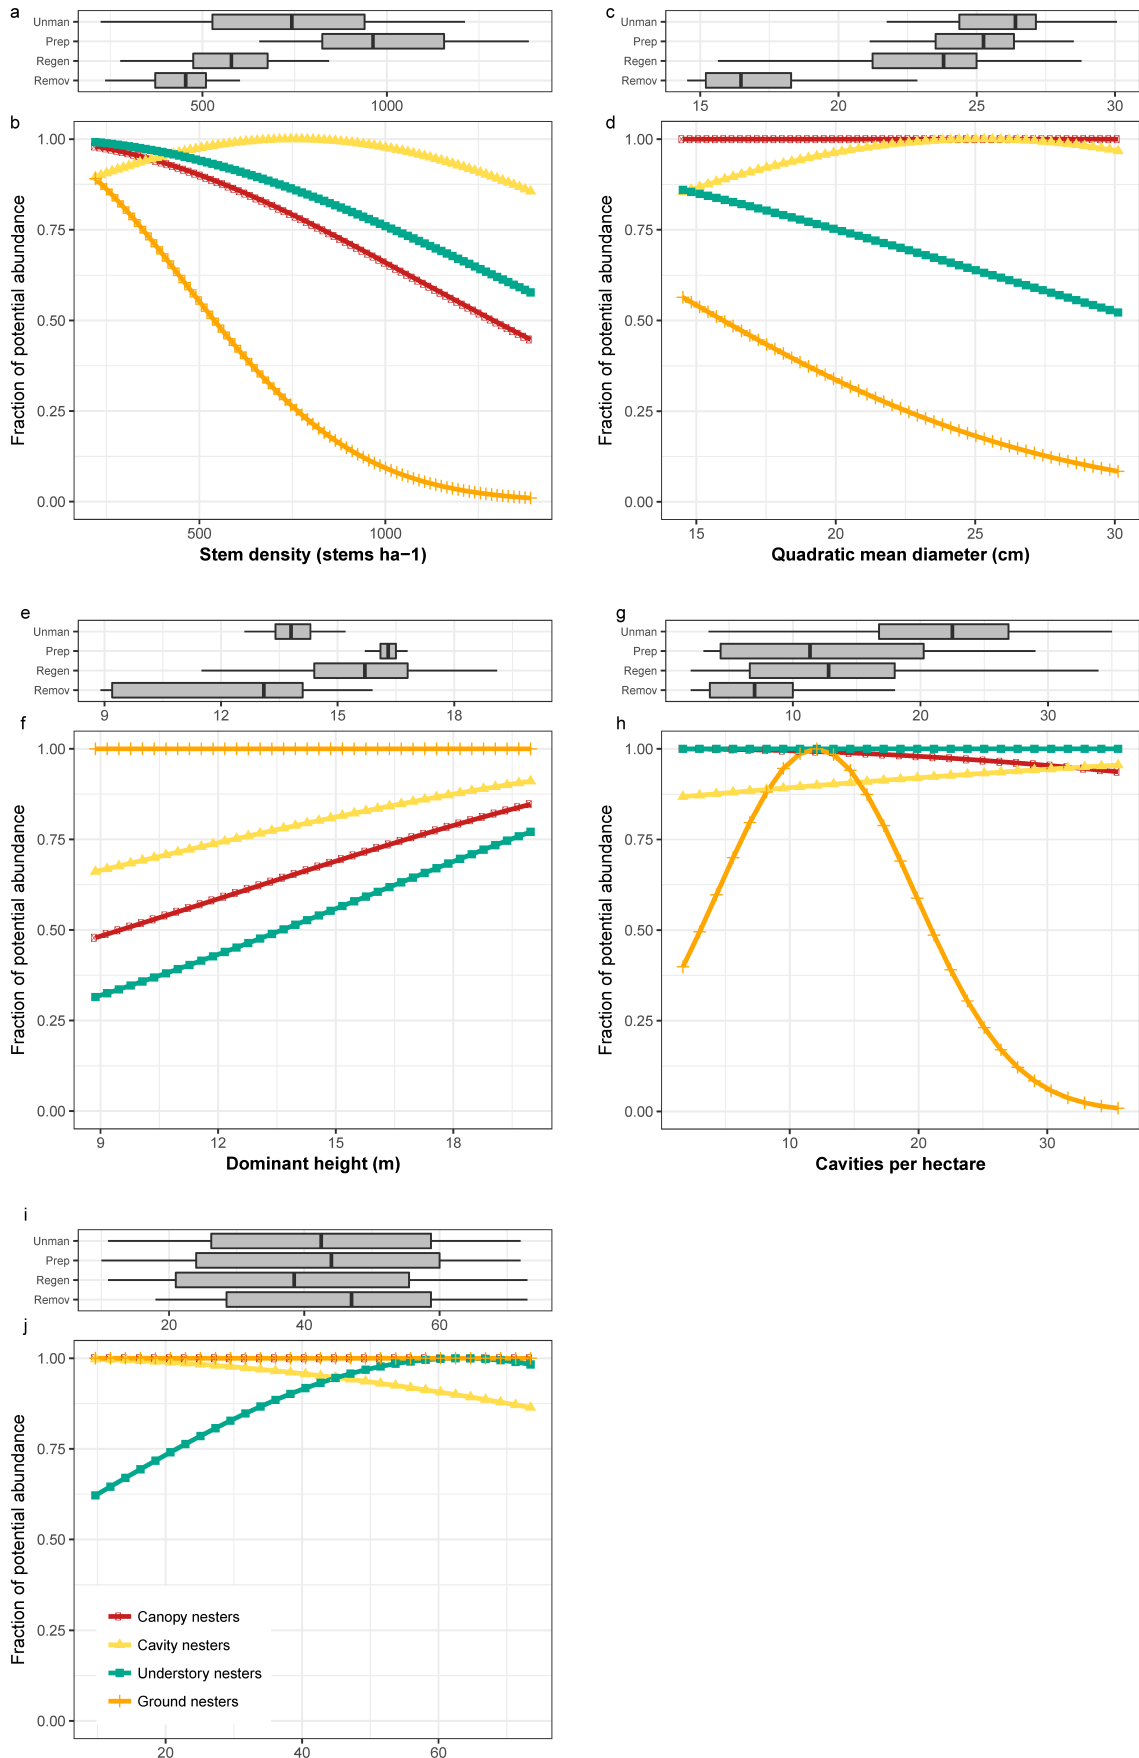 a
Unman
Prep
Regen
Remov
500
1000
b
1.00
0.75
0.50
0.25
0.00
Fraction of potential abundance
500
1000
Stem density (stems ha−1)
c
Unman
Prep
Regen
Remov
15
20
25
30
d
1.00
0.75
0.50
0.25
0.00
Fraction of potential abundance
15
20
25
30
Quadratic mean diameter (cm)
e
Unman
Prep
Regen
Remov
9
12
15
18
f
1.00
0.75
0.50
0.25
0.00
Fraction of potential abundance
9
12
15
18
Dominant height (m)
g
Unman
Prep
Regen
Remov
10
20
30
h
1.00
0.75
0.50
0.25
0.00
Fraction of potential abundance
10
20
30
Cavities per hectare
i
Unman
Prep
Regen
Remov
20
40
60
j
1.00
0.75
0.50
0.25
0.00
Fraction of potential abundance
Canopy nesters
Cavity nesters
Understory nesters
Ground nesters
20
40
60